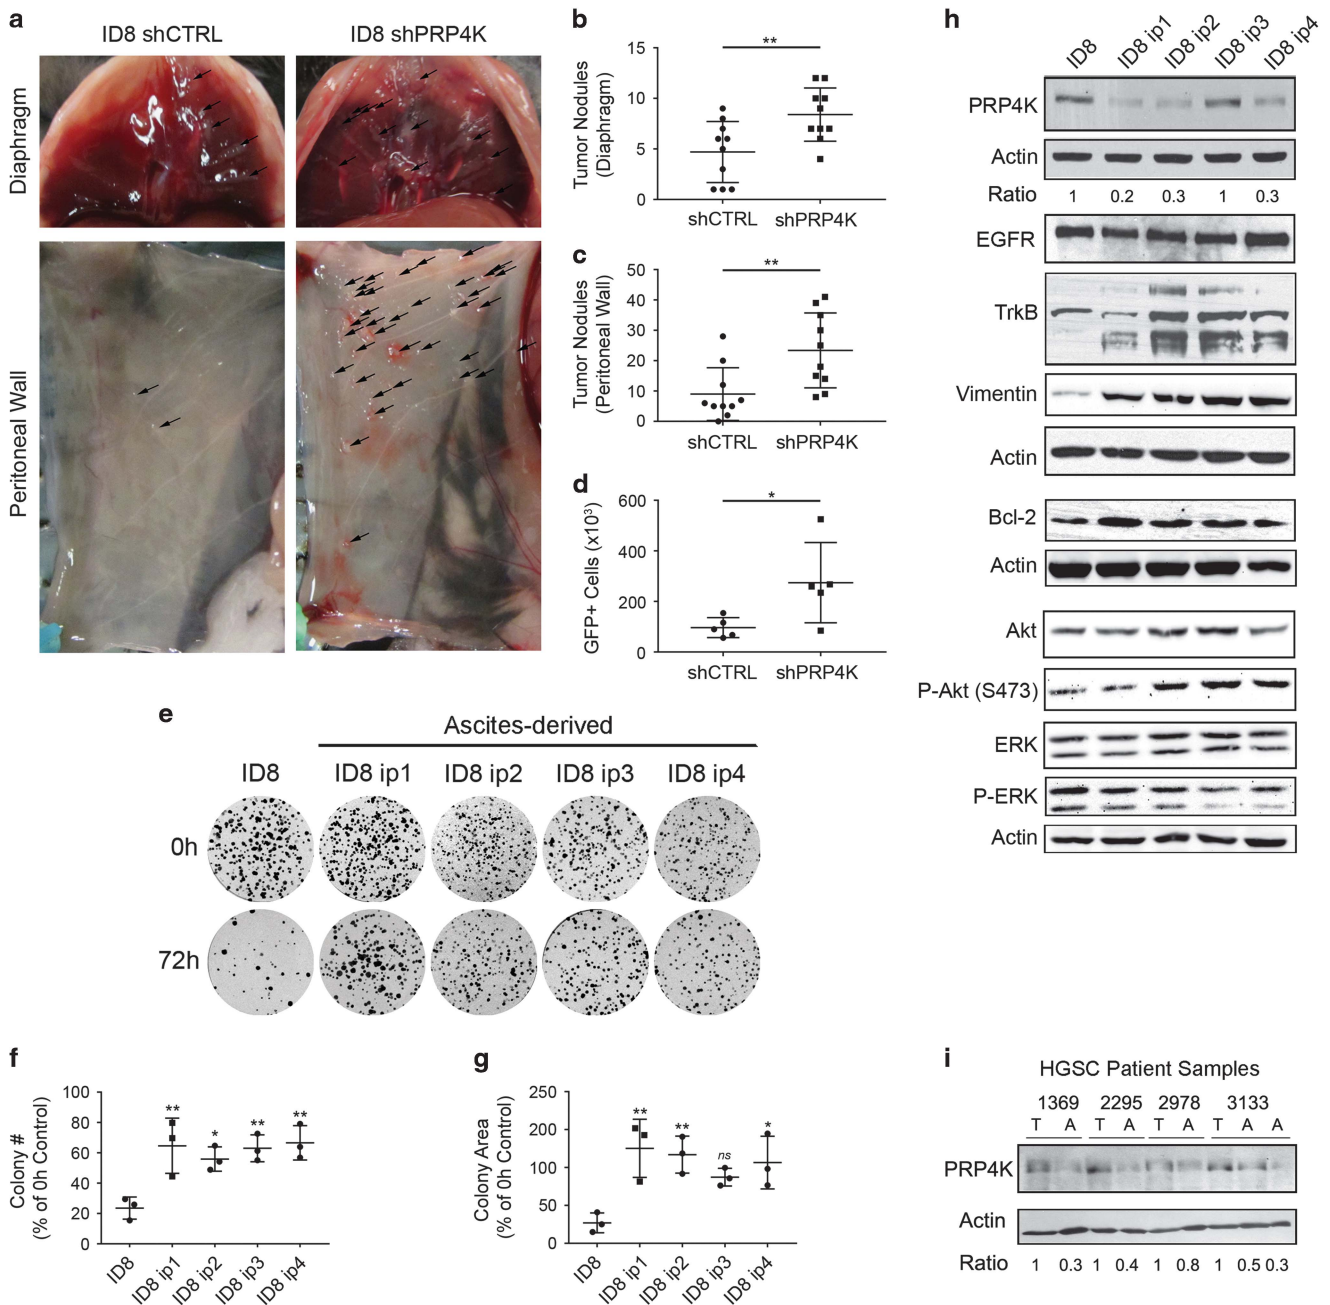 a
ID8 shCTRL
ID8 shPRP4K
Diaphragm
Peritoneal Wall
b
Tumor Nodules
(Diaphragm)
15
10
5
0
**
shCTRL
shPRP4K
c
Tumor Nodules
(Peritoneal Wall)
50
40
30
20
10
0
**
shCTRL
shPRP4K
d
GFP+ Cells (x10³)
600
400
200
0
*
shCTRL
shPRP4K
e
Ascites-derived
ID8 ID8 ip1 ID8 ip2 ID8 ip3 ID8 ip4
0h
72h
f
Colony #
(% of 0h Control)
100
80
60
40
20
0
** * ** **
ID8 ID8 ip1 ID8 ip2 ID8 ip3 ID8 ip4
g
Colony Area
(% of 0h Control)
250
200
100
50
0
** ** ns *
ID8 ID8 ip1 ID8 ip2 ID8 ip3 ID8 ip4
h
ID8 ID8 ip1 ID8 ip2 ID8 ip3 ID8 ip4
PRP4K
Actin
Ratio 1 0.2 0.3 1 0.3
EGFR
TrkB
Vimentin
Actin
Bcl-2
Actin
Akt
P-Akt (S473)
ERK
P-ERK
Actin
i
HGSC Patient Samples
1369 2295 2978 3133
T A T A T A T A A
PRP4K
Actin
Ratio 1 0.3 1 0.4 1 0.8 1 0.5 0.3